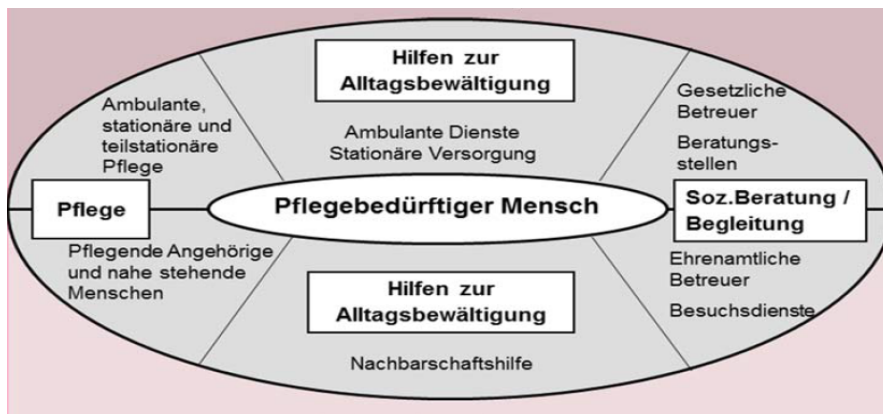 Hilfen zur
Alltagsbewältigung
Ambulante,
stationäre und
teilstationäre
Pflege
Ambulante Dienste
Stationäre Versorgung
Gesetzliche
Betreuer
Beratungs-
stellen
Pflege
Pflegebedürftiger Mensch
Soz.Beratung /
Begleitung
Pflegende Angehörige
und nahe stehende
Menschen
Hilfen zur
Alltagsbewältigung
Nachbarschaftshilfe
Ehrenamtliche
Betreuer
Besuchsdienste